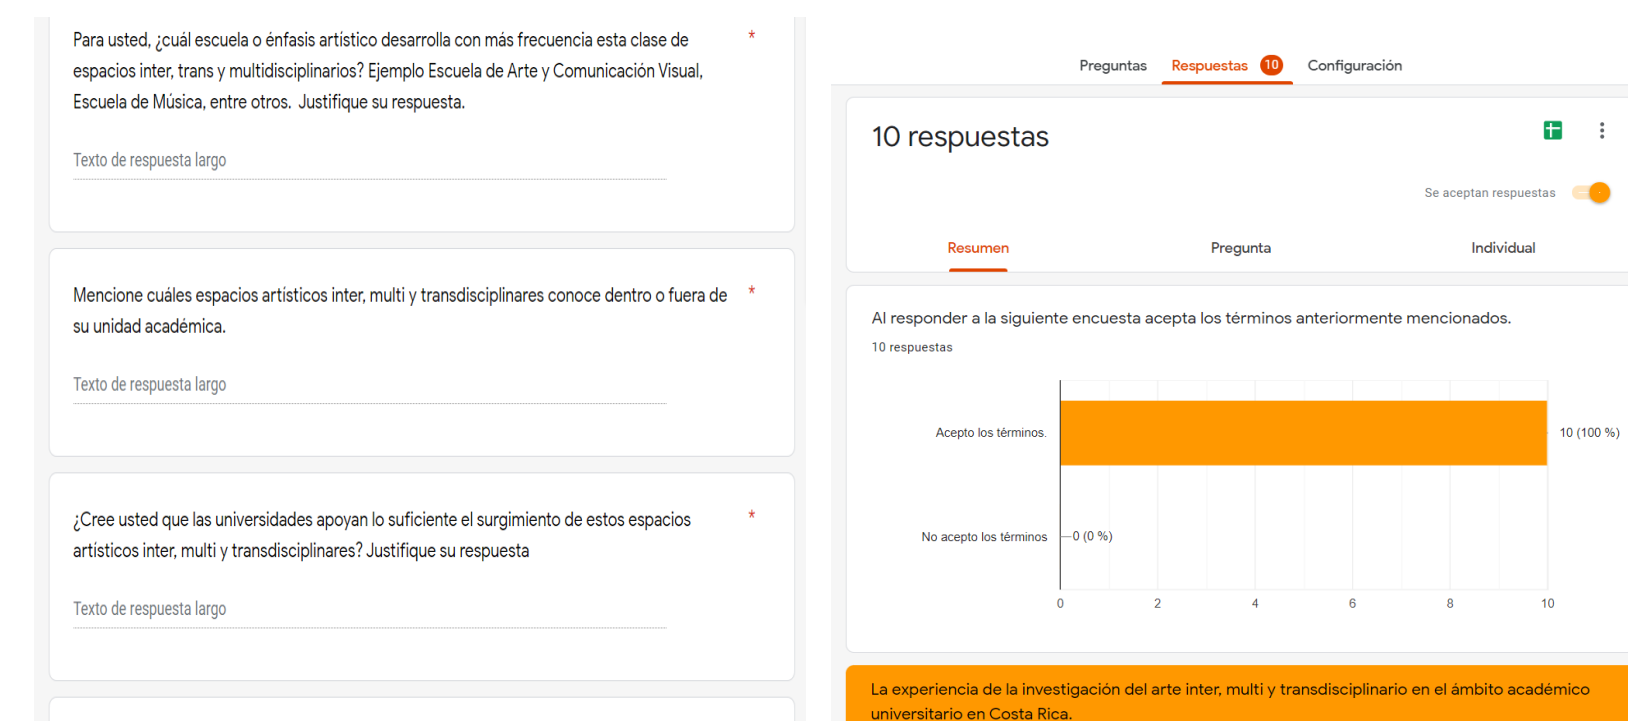 Para usted, ¿cuál escuela o énfasis artístico desarrolla con más frecuencia esta clase de *
espacios inter, trans y multidisciplinarios? Ejemplo Escuela de Arte y Comunicación Visual,
Escuela de Música, entre otros. Justifique su respuesta.
Texto de respuesta largo
Mencione cuáles espacios artísticos inter, multi y transdisciplinares conoce dentro o fuera de *
su unidad académica.
Texto de respuesta largo
¿Cree usted que las universidades apoyan lo suficiente el surgimiento de estos espacios *
artísticos inter, multi y transdisciplinares? Justifique su respuesta
Texto de respuesta largo
Preguntas Respuestas 10 Configuración
10 respuestas
Se aceptan respuestas
Resumen Pregunta Individual
Al responder a la siguiente encuesta acepta los términos anteriormente mencionados.
10 respuestas
Acepto los términos. 10 (100 %)
No acepto los términos 0 (0 %)
0 2 4 6 8 10
La experiencia de la investigación del arte inter, multi y transdisciplinario en el ámbito académico
universitario en Costa Rica.